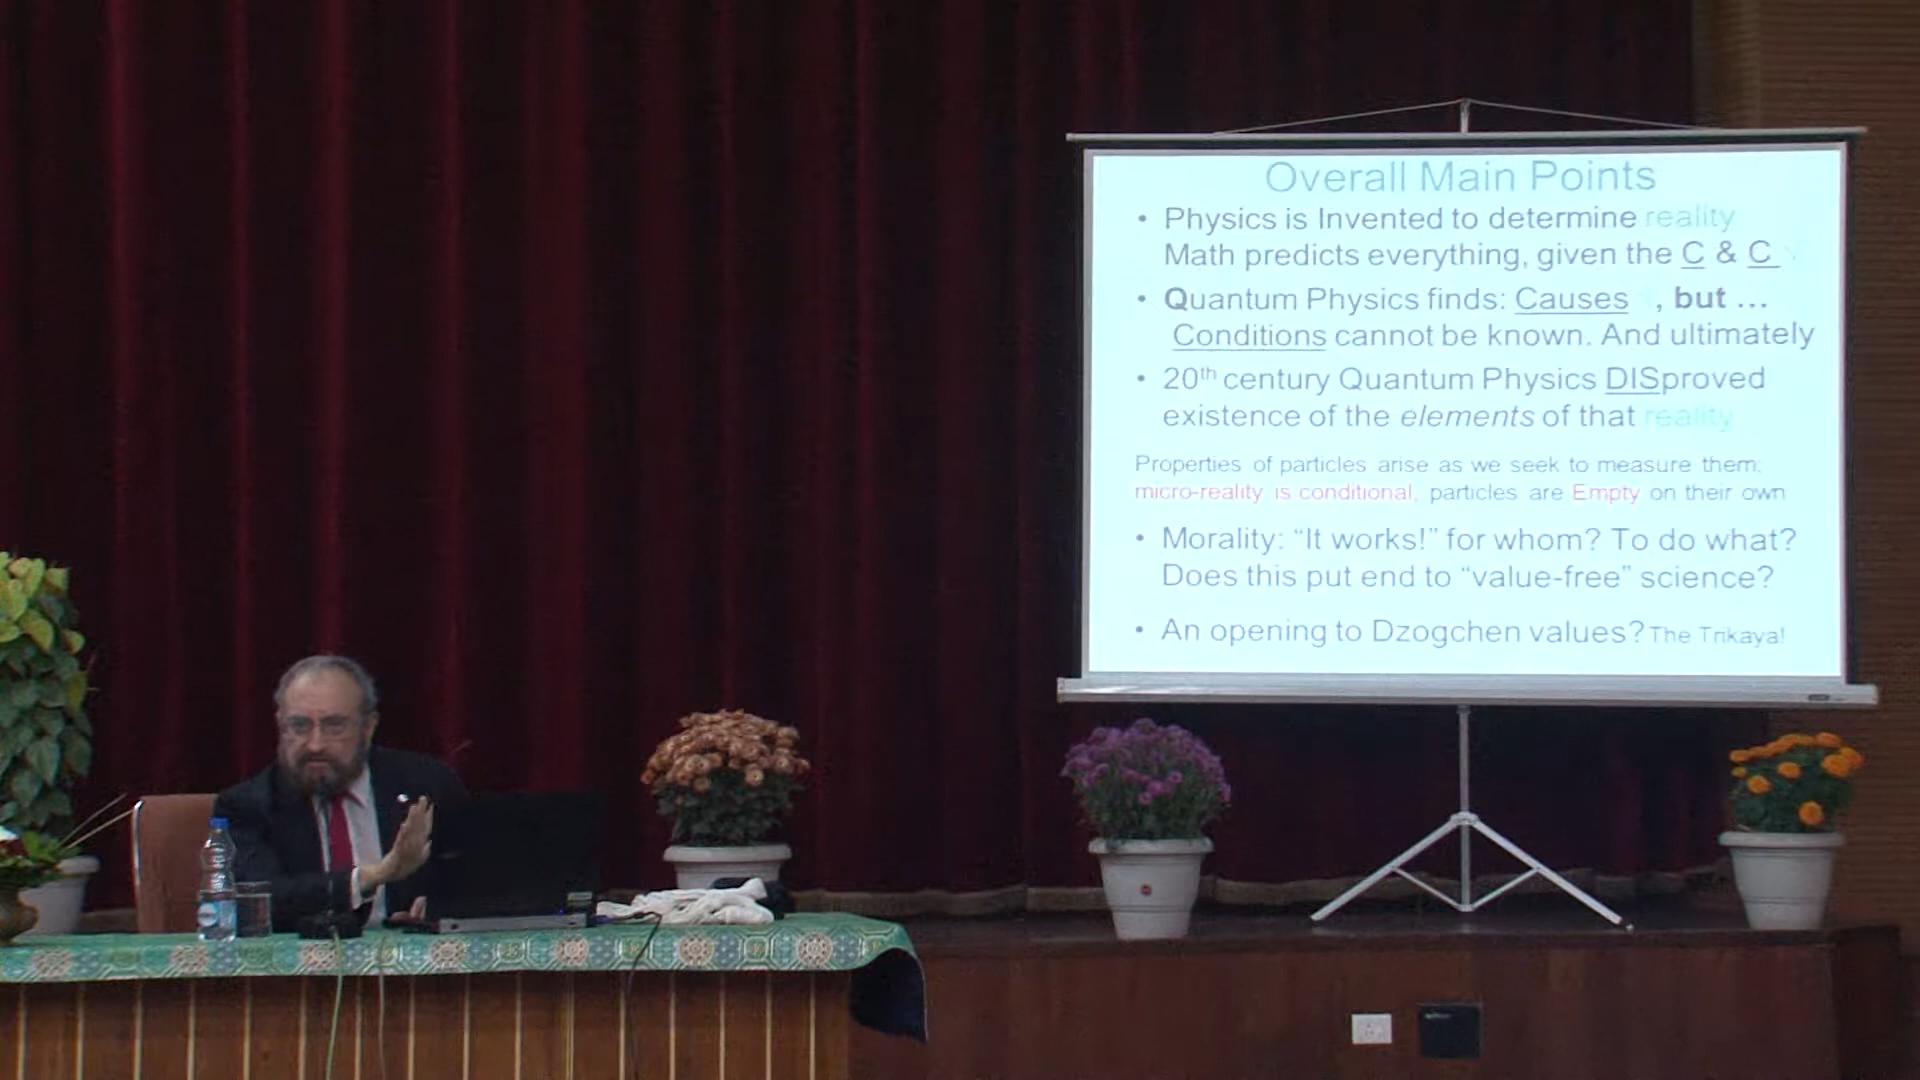 Overall Main Points
• Physics is Invented to determine reality
Math predicts everything, given the C & C
• Quantum Physics finds: Causes , but ...
Conditions cannot be known. And ultimately
• 20th century Quantum Physics DISproved
existence of the elements of that reality
Properties of particles arise as we seek to measure them:
micro-reality is conditional, particles are Empty on their own
• Morality: “It works!” for whom? To do what?
Does this put end to “value-free” science?
• An opening to Dzogchen values? The Trikaya!